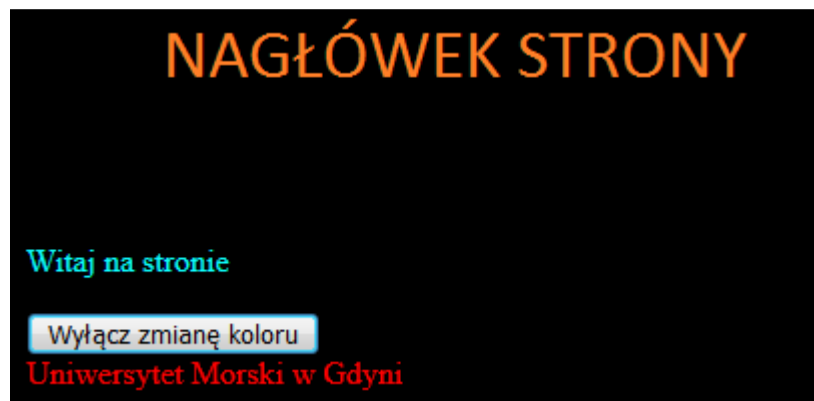 NAGŁÓWEK STRONY
Witaj na stronie
Wyłącz zmianę koloru
Uniwersytet Morski w Gdyni